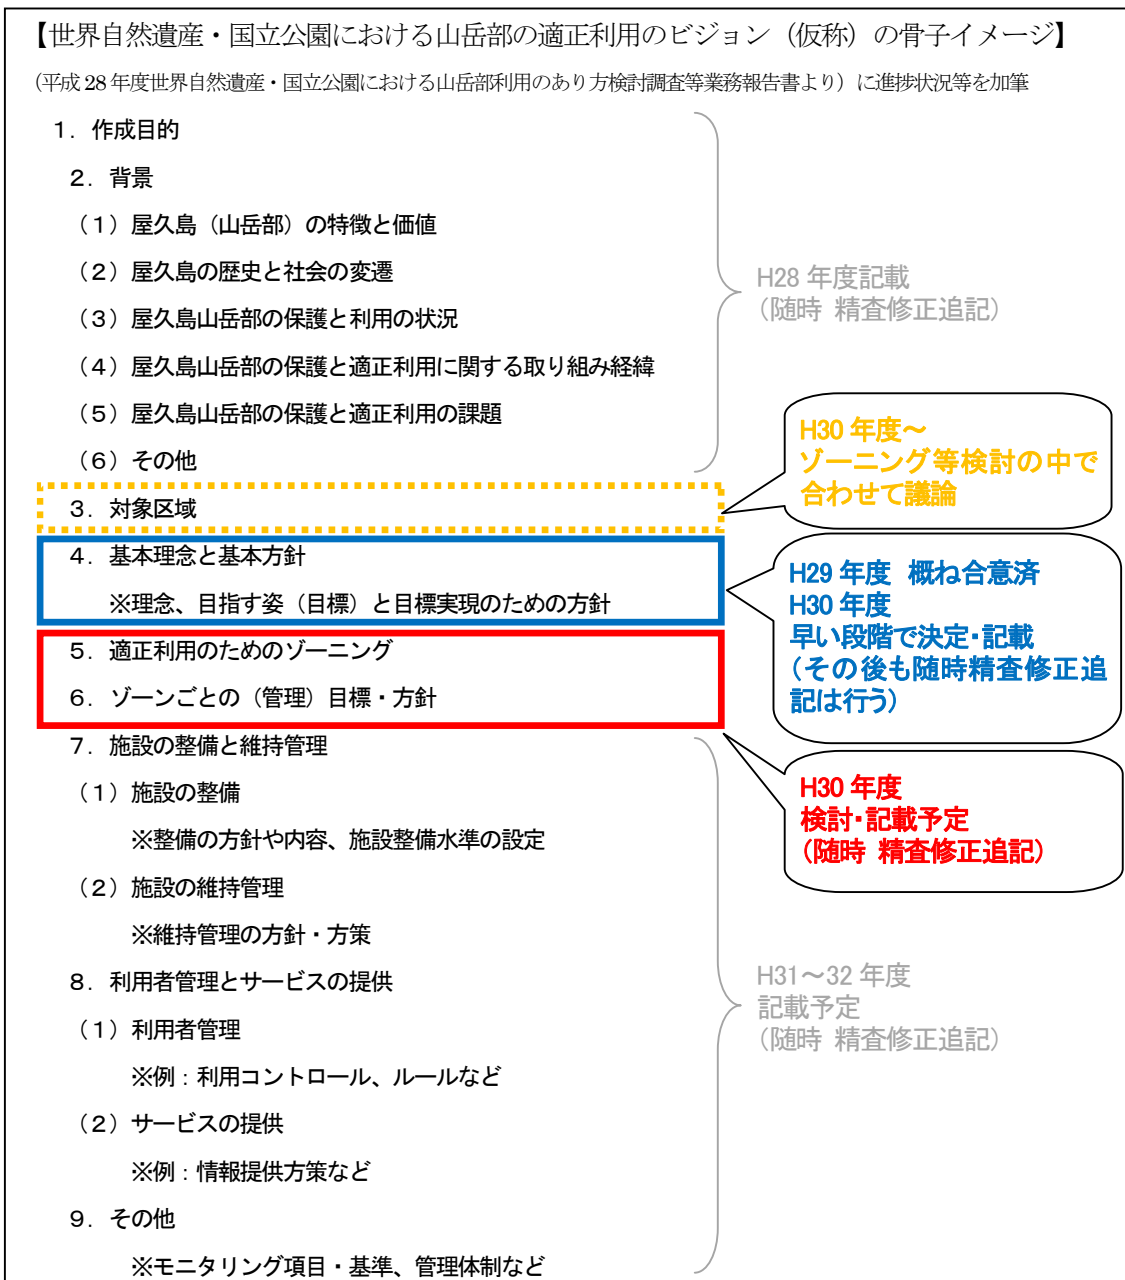 【世界自然遺産・国立公園における山岳部の適正利用のビジョン（仮称）の骨子イメージ】
（平成 28 年度世界自然遺産・国立公園における山岳部利用のあり方検討調査等業務報告書より）に進捗状況等を加筆
１．作成目的
２．背景
（１）屋久島（山岳部）の特徴と価値
（２）屋久島の歴史と社会の変遷
（３）屋久島山岳部の保護と利用の状況
（４）屋久島山岳部の保護と適正利用に関する取り組み経緯
（５）屋久島山岳部の保護と適正利用の課題
（６）その他
H28 年度記載
（随時 精査修正追記）
３．対象区域
H30 年度～
ゾーニング等検討の中で
合わせて議論
４．基本理念と基本方針
※理念、目指す姿（目標）と目標実現のための方針
H29 年度 概ね合意済
H30 年度
早い段階で決定・記載
（その後も随時精査修正追
記は行う）
５．適正利用のためのゾーニング
６．ゾーンごとの（管理）目標・方針
H30 年度
検討・記載予定
（随時 精査修正追記）
７．施設の整備と維持管理
（１）施設の整備
※整備の方針や内容、施設整備水準の設定
（２）施設の維持管理
※維持管理の方針・方策
８．利用者管理とサービスの提供
（１）利用者管理
※例：利用コントロール、ルールなど
（２）サービスの提供
※例：情報提供方策など
９．その他
※モニタリング項目・基準、管理体制など
H31～32 年度
記載予定
（随時 精査修正追記）